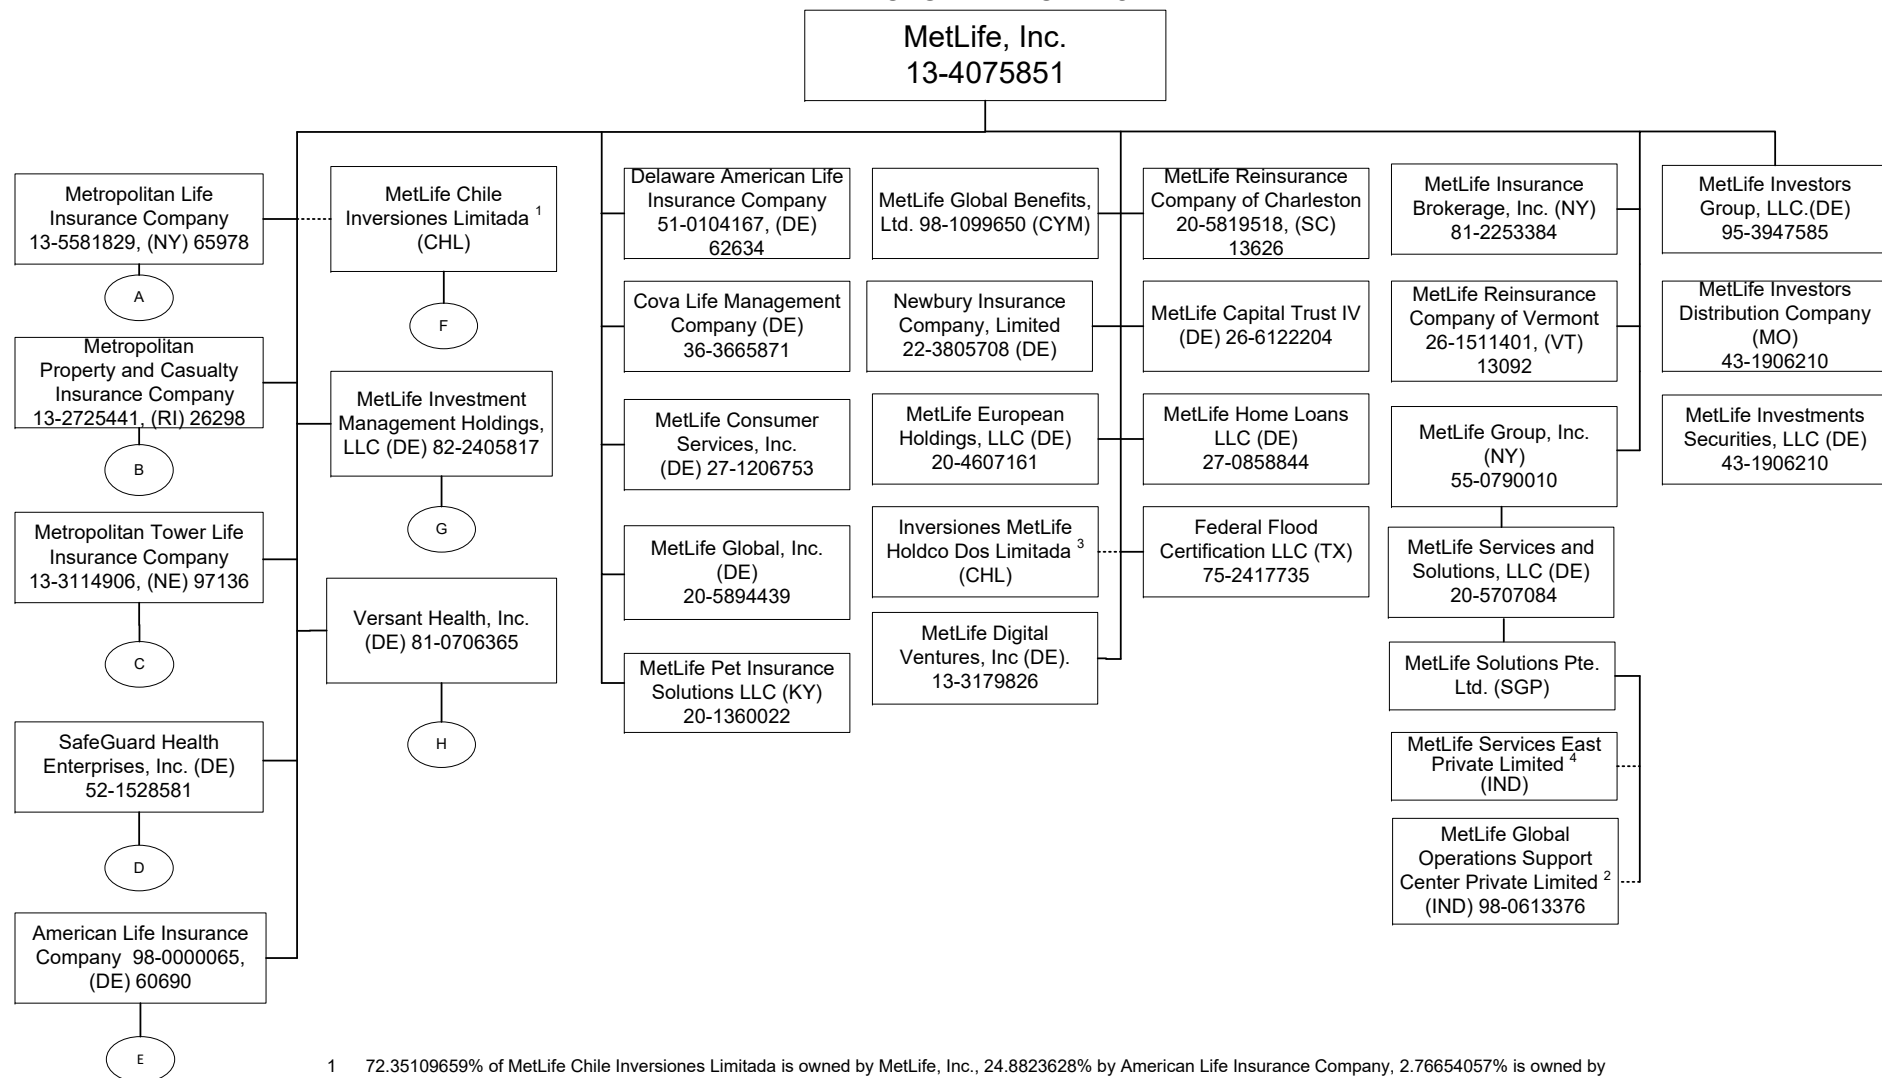 MetLife, Inc.
13-4075851
Metropolitan Life
Insurance Company
13-5581829, (NY) 65978
A
Metropolitan
Property and Casualty
Insurance Company
13-2725441, (RI) 26298
B
Metropolitan Tower Life
Insurance Company
13-3114906, (NE) 97136
C
SafeGuard Health
Enterprises, Inc. (DE)
52-1528581
D
American Life Insurance
Company 98-0000065,
(DE) 60690
E
MetLife Chile
Inversiones Limitada 1
(CHL)
F
MetLife Investment
Management Holdings,
LLC (DE) 82-2405817
G
Versant Health, Inc.
(DE) 81-0706365
H
Delaware American Life
Insurance Company
51-0104167, (DE)
62634
Cova Life Management
Company (DE)
36-3665871
MetLife Consumer
Services, Inc.
(DE) 27-1206753
MetLife Global, Inc.
(DE)
20-5894439
MetLife Pet Insurance
Solutions LLC (KY)
20-1360022
MetLife Global Benefits,
Ltd. 98-1099650 (CYM)
Newbury Insurance
Company, Limited
22-3805708 (DE)
MetLife European
Holdings, LLC (DE)
20-4607161
Inversiones MetLife
Holdco Dos Limitada 3
(CHL)
MetLife Digital
Ventures, Inc (DE).
13-3179826
MetLife Reinsurance
Company of Charleston
20-5819518, (SC)
13626
MetLife Capital Trust IV
(DE) 26-6122204
MetLife Home Loans
LLC (DE)
27-0858844
Federal Flood
Certification LLC (TX)
75-2417735
MetLife Insurance
Brokerage, Inc. (NY)
81-2253384
MetLife Reinsurance
Company of Vermont
26-1511401, (VT)
13092
MetLife Group, Inc.
(NY)
55-0790010
MetLife Services and
Solutions, LLC (DE)
20-5707084
MetLife Solutions Pte.
Ltd. (SGP)
MetLife Services East
Private Limited 4
(IND)
MetLife Global
Operations Support
Center Private Limited 2
(IND) 98-0613376
MetLife Investors
Group, LLC.(DE)
95-3947585
MetLife Investors
Distribution Company
(MO)
43-1906210
MetLife Investments
Securities, LLC (DE)
43-1906210
1 72.35109659% of MetLife Chile Inversiones Limitada is owned by MetLife, Inc., 24.8823628% by American Life Insurance Company, 2.76654057% is owned by